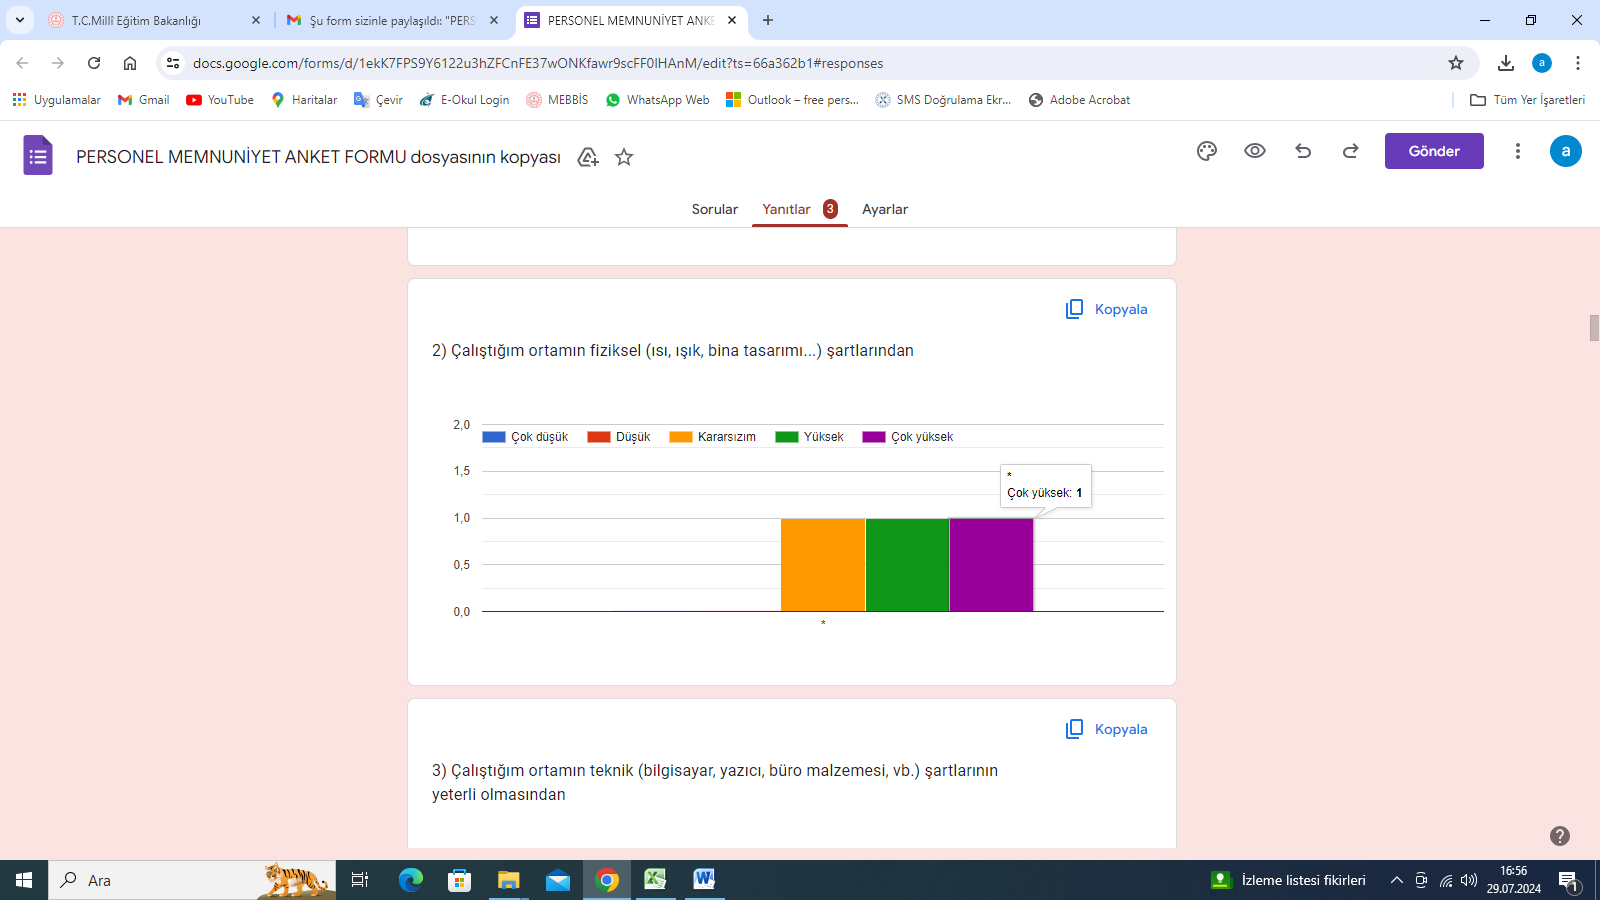 T.C.Millî Eğitim Bakanlığı
Şu form sizinle paylaşıldı: "PERS
PERSONEL MEMNUNİYET ANKE
docs.google.com/forms/d/1ekK7FPS9Y6122u3hZFCnFE37wONKfawr9scFF0IHAnM/edit?ts=66a362b1#responses
a
Uygulamalar
Gmail
YouTube
Haritalar
Çevir
E-Okul Login
MEBBİS
WhatsApp Web
Outlook – free pers...
SMS Doğrulama Ekr...
Adobe Acrobat
Tüm Yer İşaretleri
PERSONEL MEMNUNİYET ANKET FORMU dosyasının kopyası
Gönder
a
Sorular
Yanıtlar 3
Ayarlar
Kopyala
2) Çalıştığım ortamın fiziksel (ısı, ışık, bina tasarımı...) şartlarından
2,0
Çok düşük
Düşük
Kararsızım
Yüksek
Çok yüksek
1,5
*
Çok yüksek: 1
1,0
0,5
0,0
*
Kopyala
3) Çalıştığım ortamın teknik (bilgisayar, yazıcı, büro malzemesi, vb.) şartlarının
yeterli olmasından
Ara
İzleme listesi fikirleri
16:56
29.07.2024
1